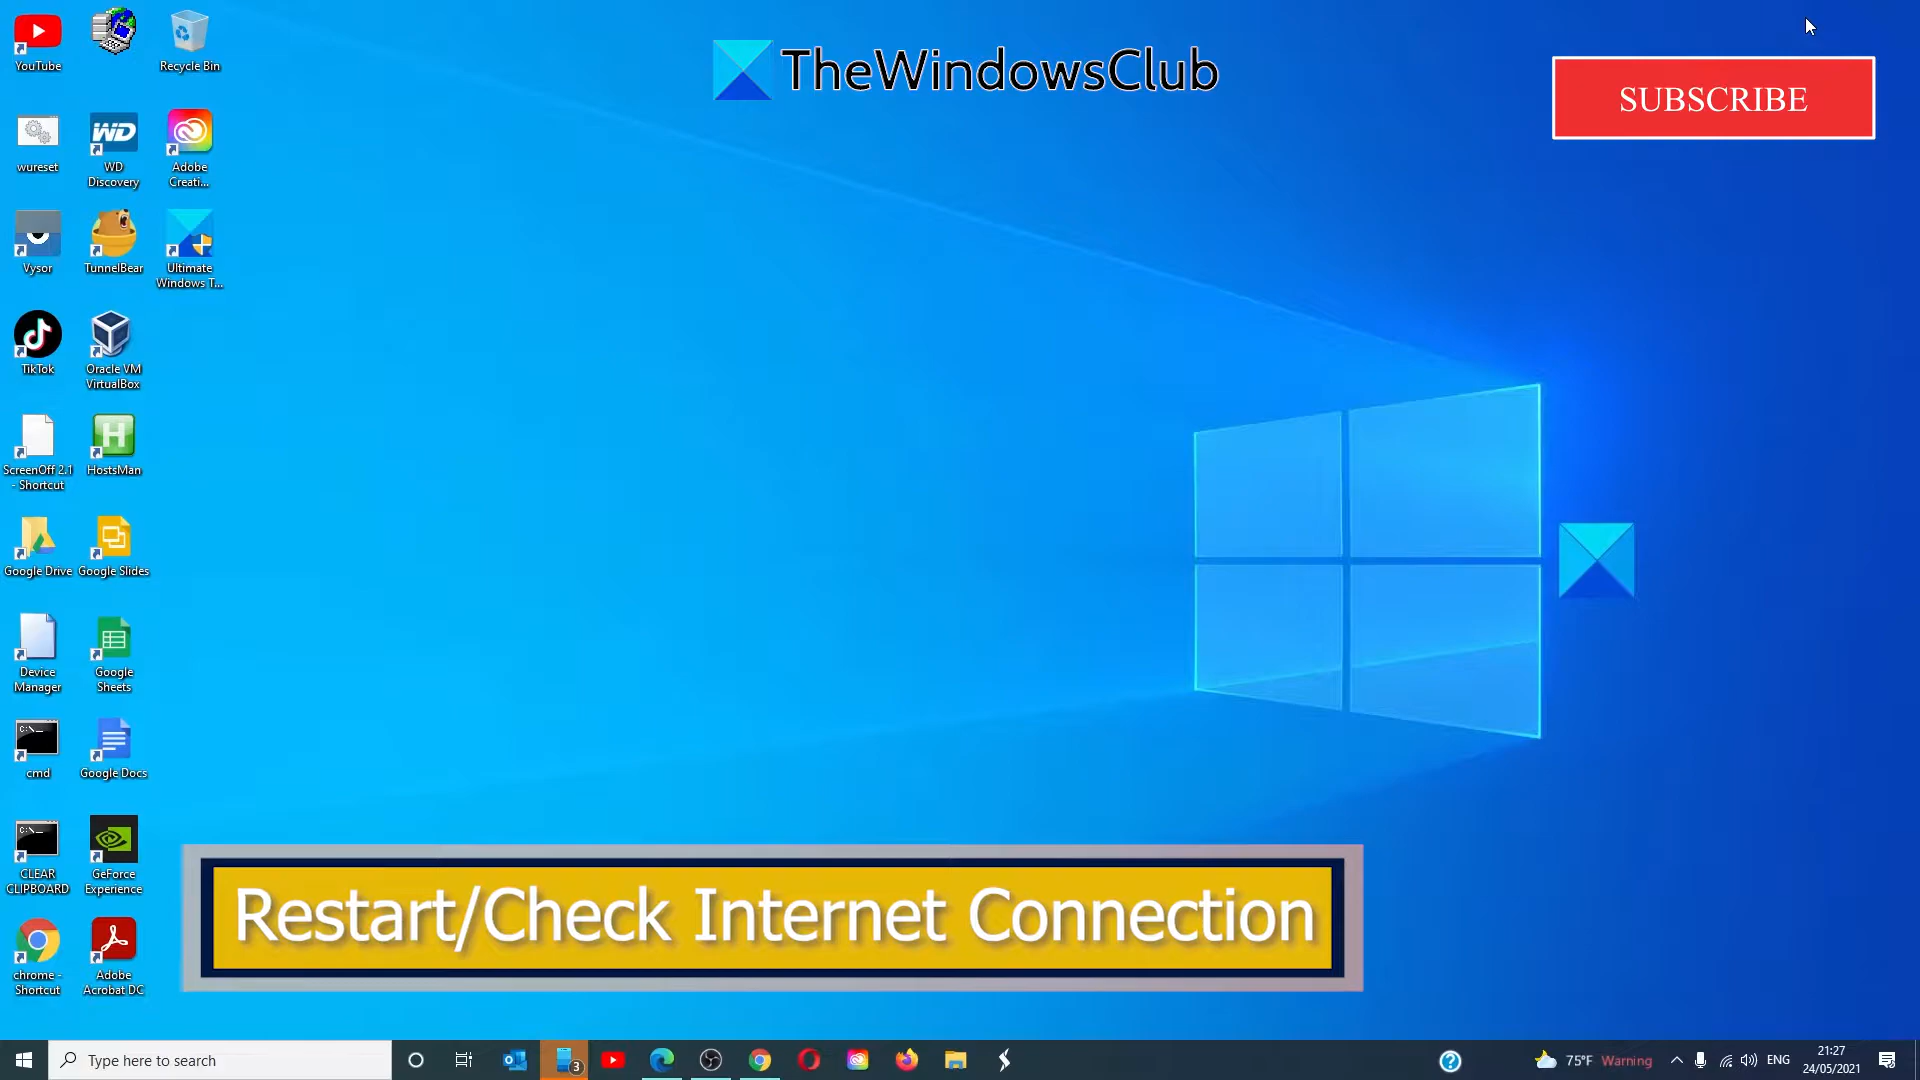 TheWindowsClub
SUBSCRIBE
YouTube
Recycle Bin
wureset
WD
WD
Discovery
Adobe
Creati...
Vysor
TunnelBear
Ultimate
Windows T...
TikTok
Oracle VM
VirtualBox
ScreenOff 2.1
- Shortcut
H
HostsMan
Google Drive
Google Slides
Device
Manager
Google
Sheets
C:\_
cmd
Google Docs
C:\_
CLEAR
CLIPBOARD
GeForce
Experience
chrome -
Shortcut
Adobe
Acrobat DC
Restart/Check Internet Connection
Type here to search
3
75°F Warning
ENG
21:27
24/05/2021